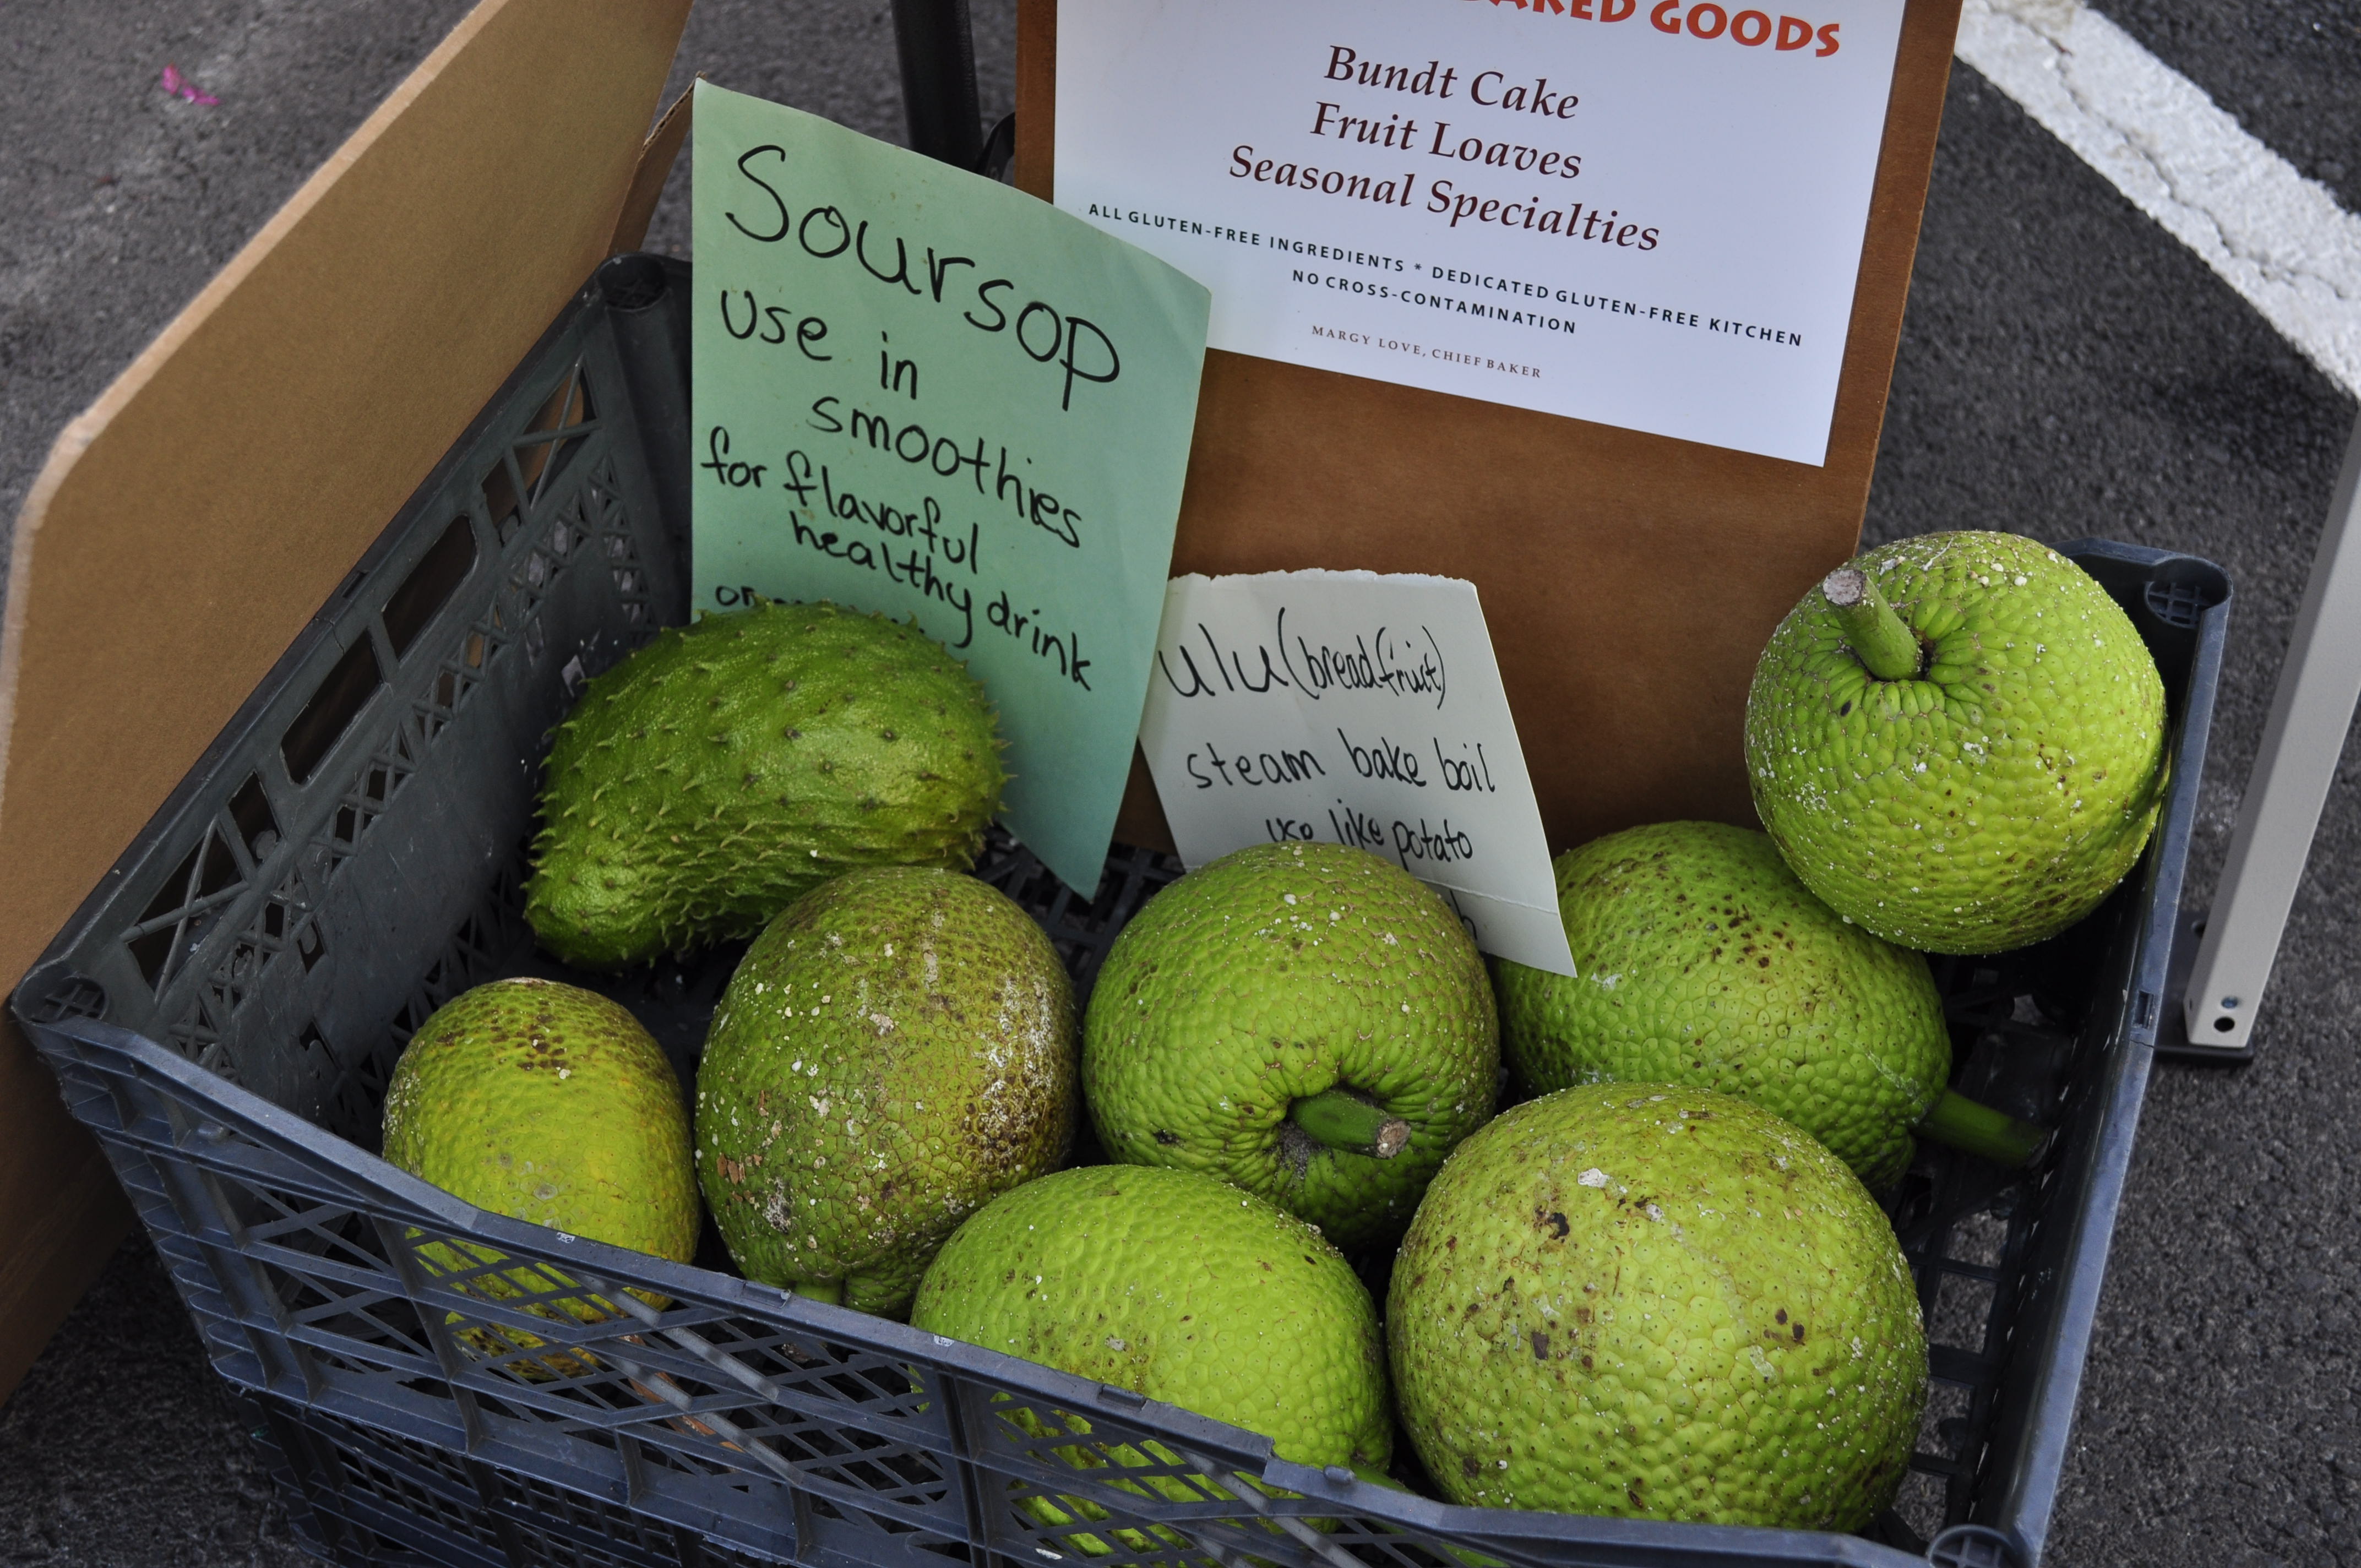 Soursop
use in
smoothies
for flavorful
healthy drink
BAKED GOODS
Bundt Cake
Fruit Loaves
Seasonal Specialties
ALL GLUTEN-FREE INGREDIENTS * DEDICATED GLUTEN-FREE KITCHEN
NO CROSS-CONTAMINATION
MARGY LOVE, CHIEF BAKER
ulu (breadfruit)
steam bake boil
use like potato